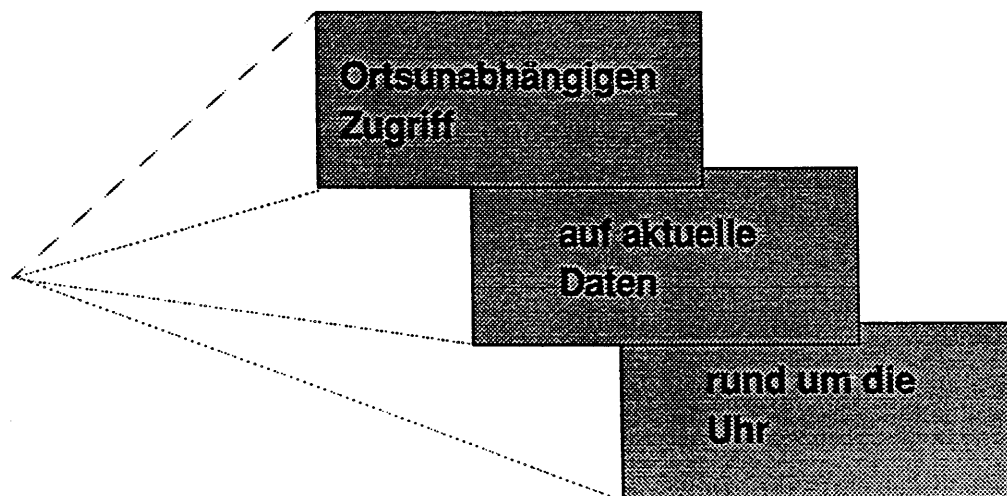 Ortsunabhängigen
Zugriff
auf aktuelle
Daten
rund um die
Uhr